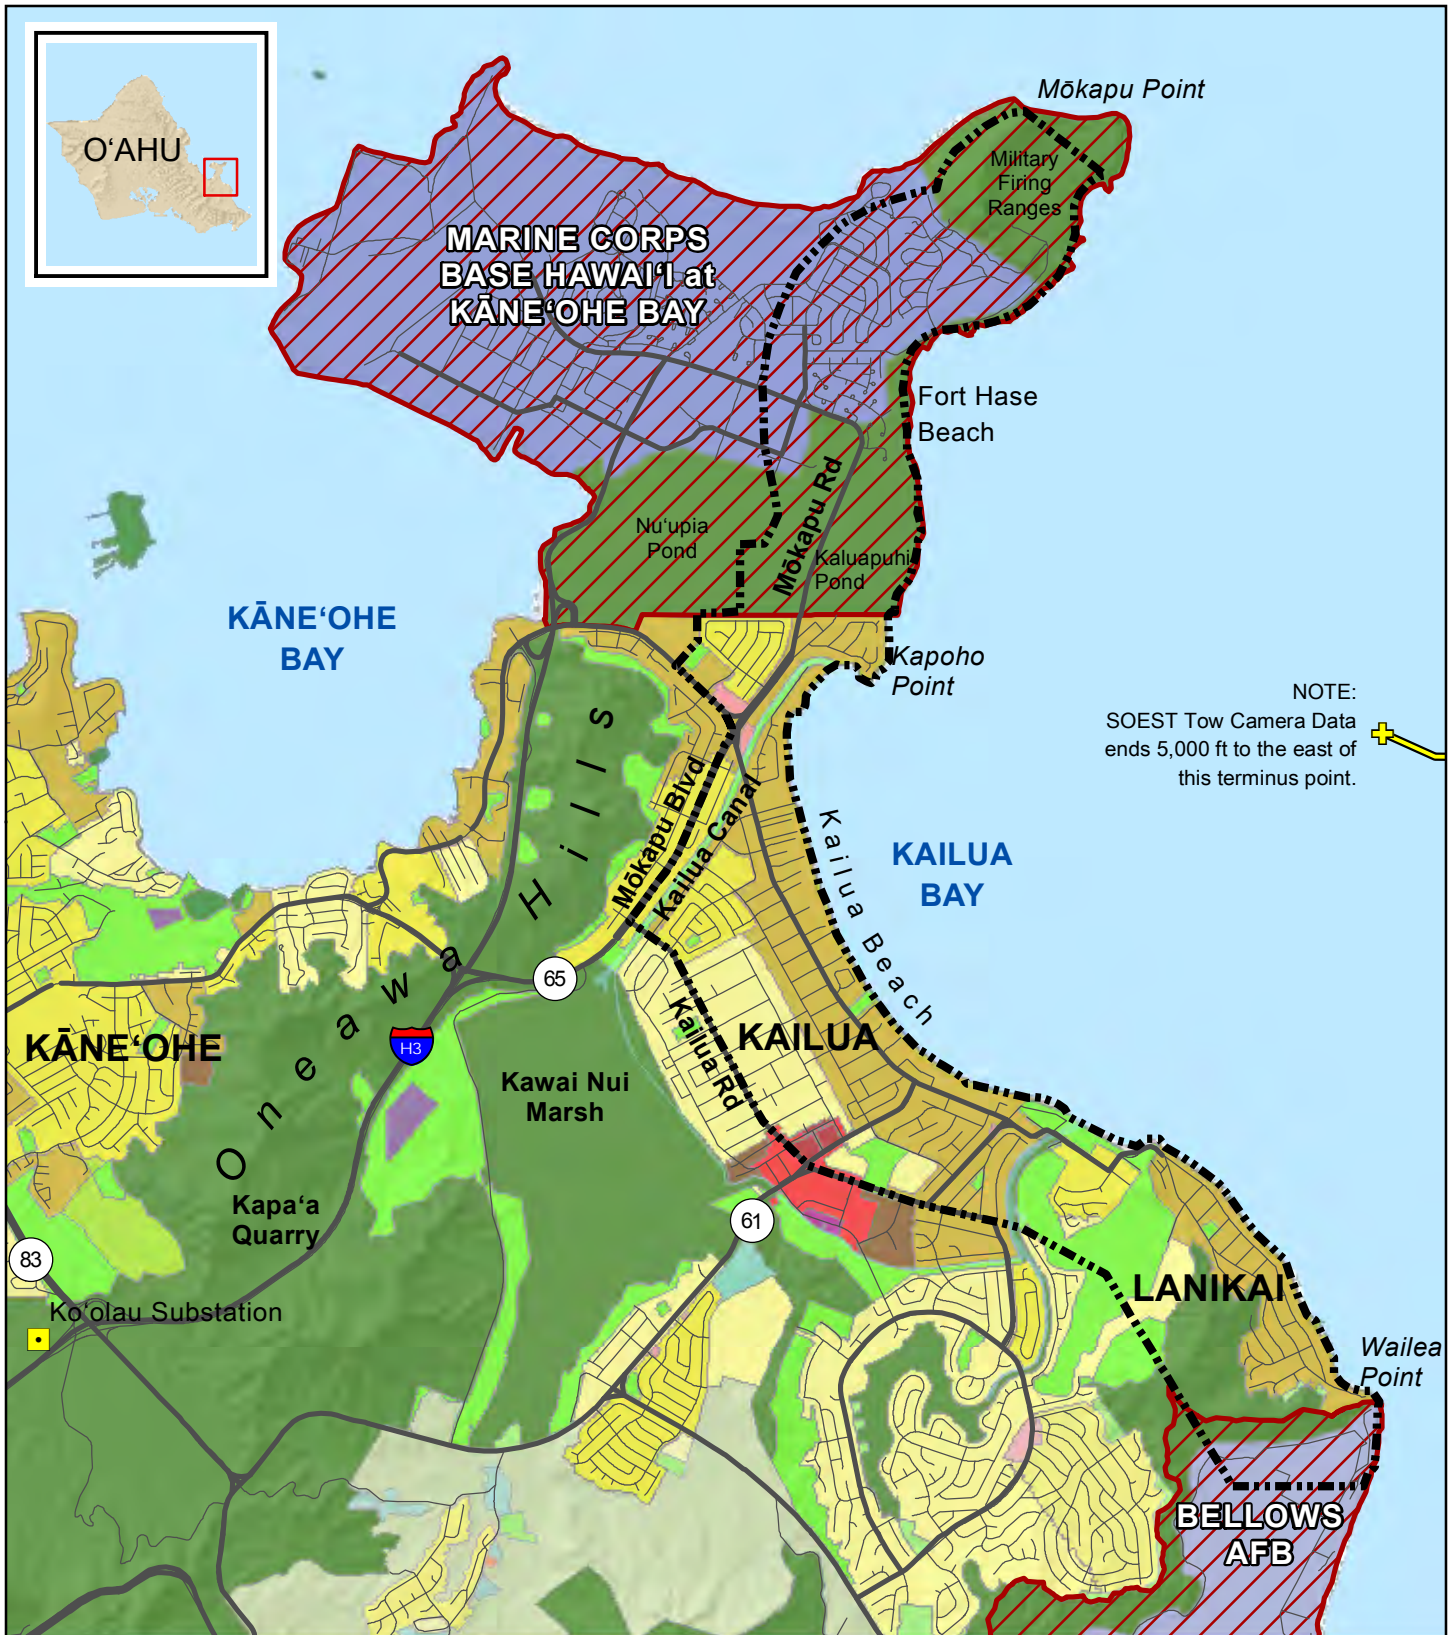 O‘AHU
Mōkapu Point
Military
Firing
Ranges
MARINE CORPS
BASE HAWAI‘I at
KĀNE‘OHE BAY
Fort Hase
Beach
Mōkapu Rd
Nu‘upia
Pond
Kaluapuhi
Pond
KĀNE‘OHE
BAY
Kapoho
Point
NOTE:
SOEST Tow Camera Data
ends 5,000 ft to the east of
this terminus point.
Mōkapu Blvd
Kailua Canal
Kailua Beach
KAILUA
BAY
Oneawa Hills
65
KĀNE‘OHE
H3
Kailua Rd
KAILUA
Kawai Nui
Marsh
Kapa‘a
Quarry
61
83
LANIKAI
Ko‘olau Substation
Wailea
Point
BELLOWS
AFB